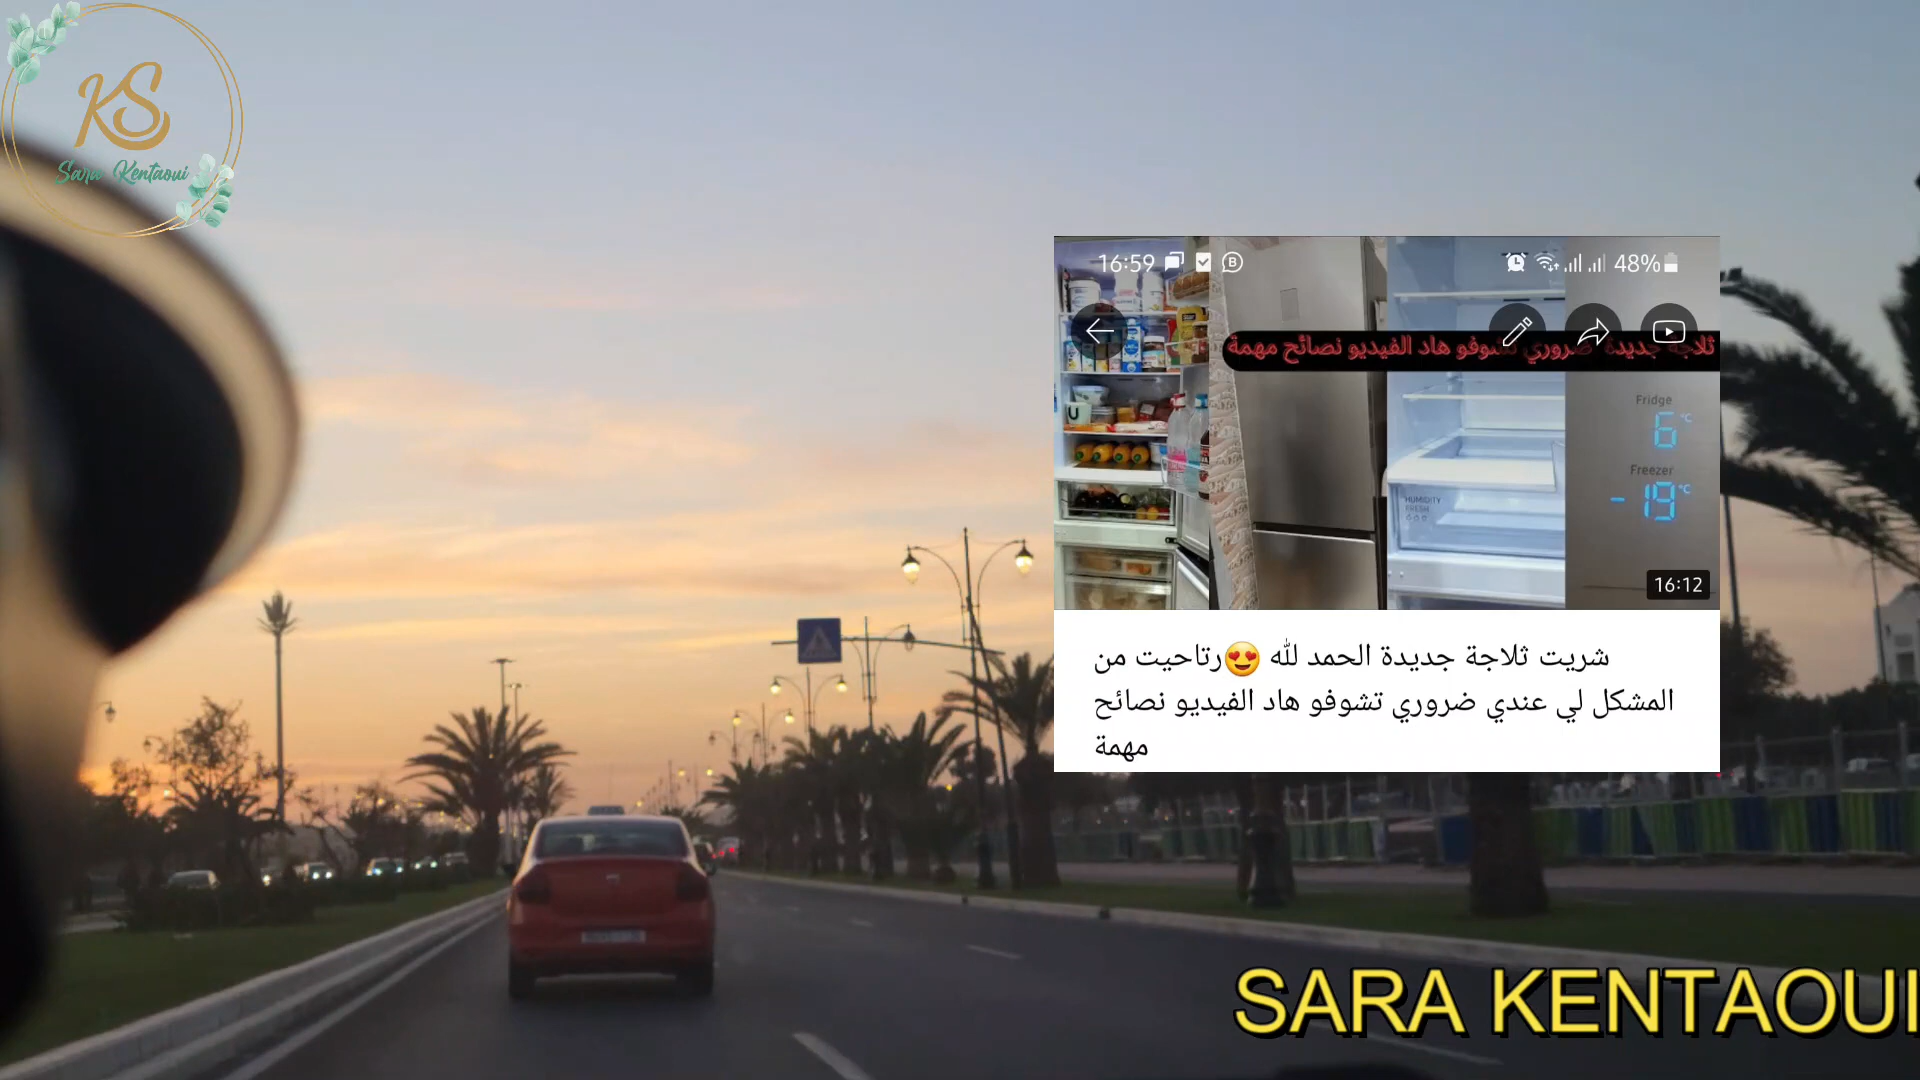 KS
Sara Kentaoui
16:59
48%
ثلاجة جديدة ضروري تشوفو هاد الفيديو نصائح مهمة
Fridge
6°C
Freezer
-19°C
HUMIDITY
FRESH
U
16:12
شريت ثلاجة جديدة الحمد لله 😍رتاحيت من
المشكل لي عندي ضروري تشوفو هاد الفيديو نصائح
مهمة
SARA KENTAOUI